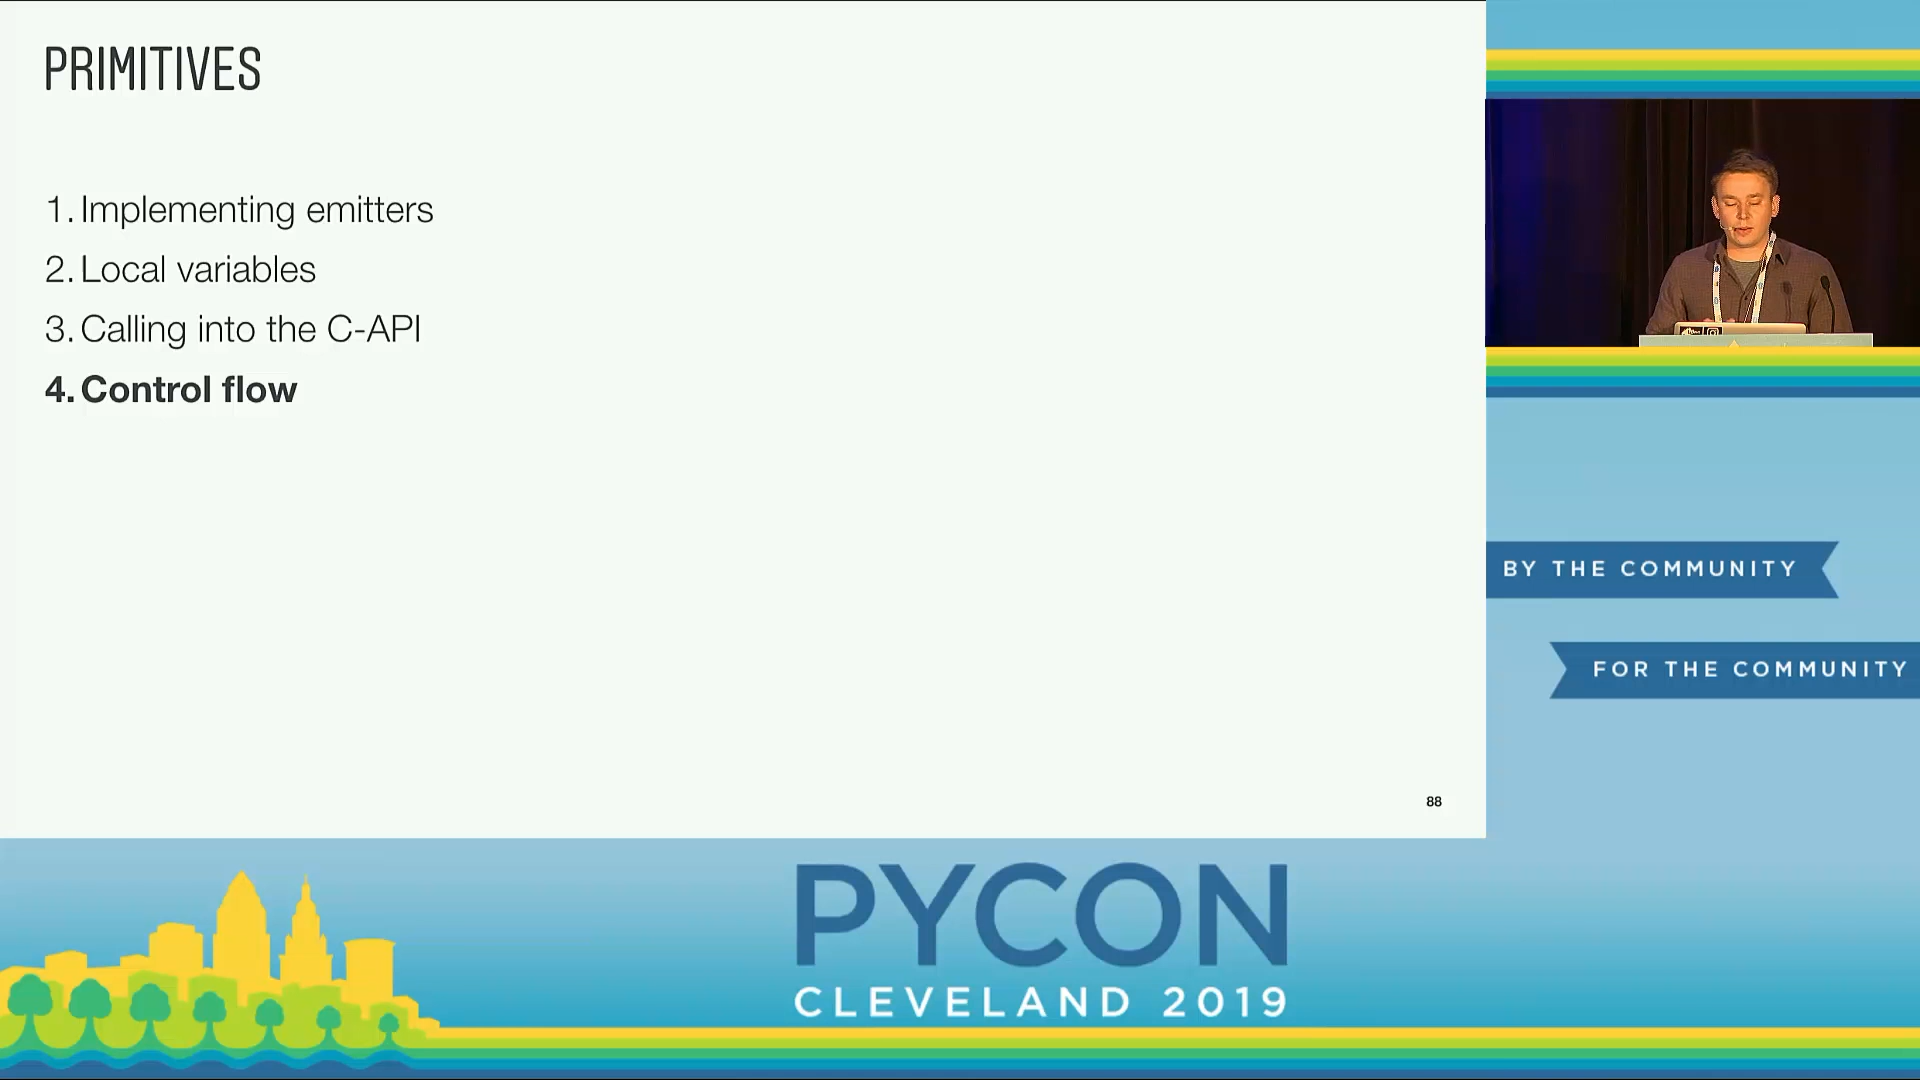 PRIMITIVES
1. Implementing emitters
2. Local variables
3. Calling into the C-API
4. Control flow
88
BY THE COMMUNITY
FOR THE COMMUNITY
PYCON
CLEVELAND 2019